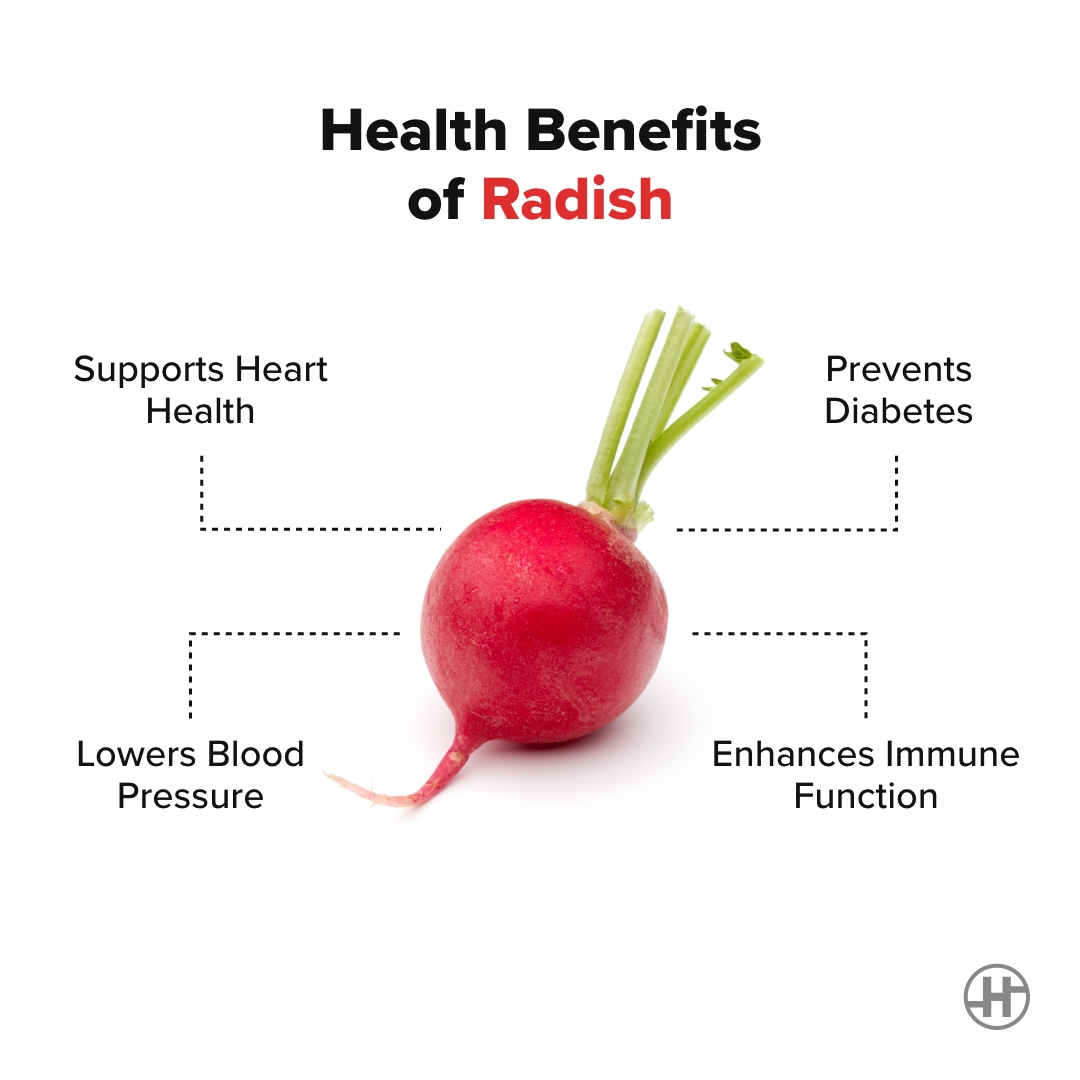 Health Benefits
of Radish
Supports Heart
Health
Prevents
Diabetes
Lowers Blood
Pressure
Enhances Immune
Function
H